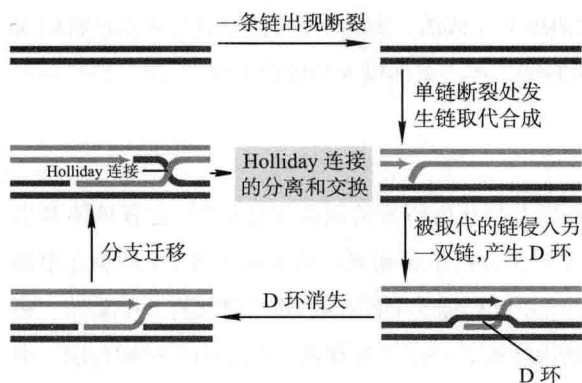 一条链出现断裂
单链断裂处发
生链取代合成
Holliday 连接
Holliday 连接
的分离和交换
被取代的链侵入另
一双链,产生 D 环
分支迁移
D 环消失
D 环